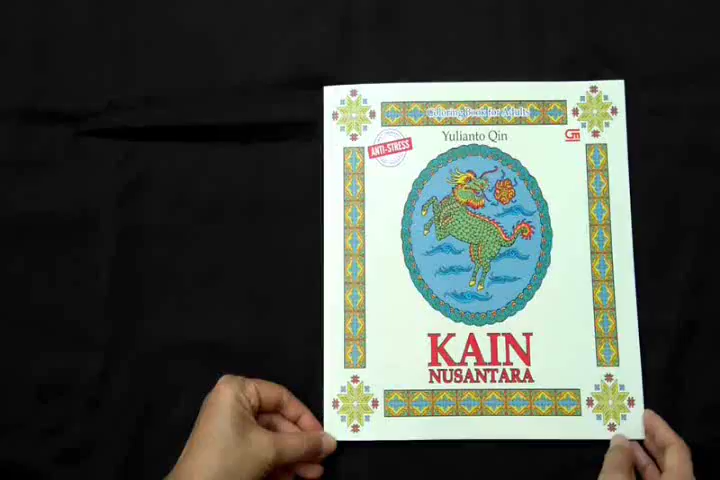 Coloring Book for Adults
Yulianto Qin
ANTI-STRESS
KAIN
NUSANTARA